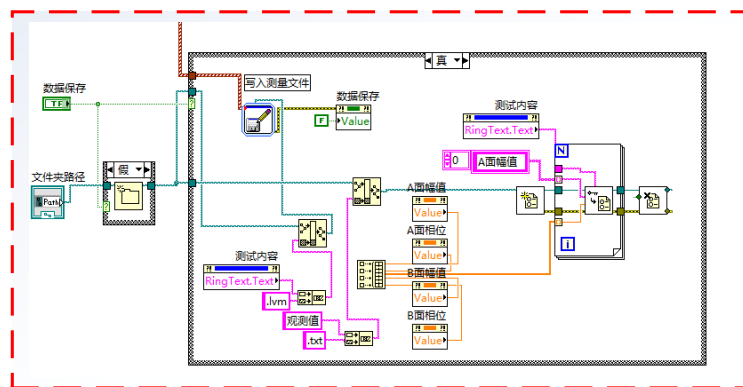 真
写入测量文件
数据保存
TF
数据保存
F
Value
测试内容
RingText.Text
N
文件夹路径
假
Path
0
A面幅值
A面幅值
Value
A面相位
Value
i
测试内容
RingText.Text
B面幅值
Value
.lvm
观测值
B面相位
Value
.txt